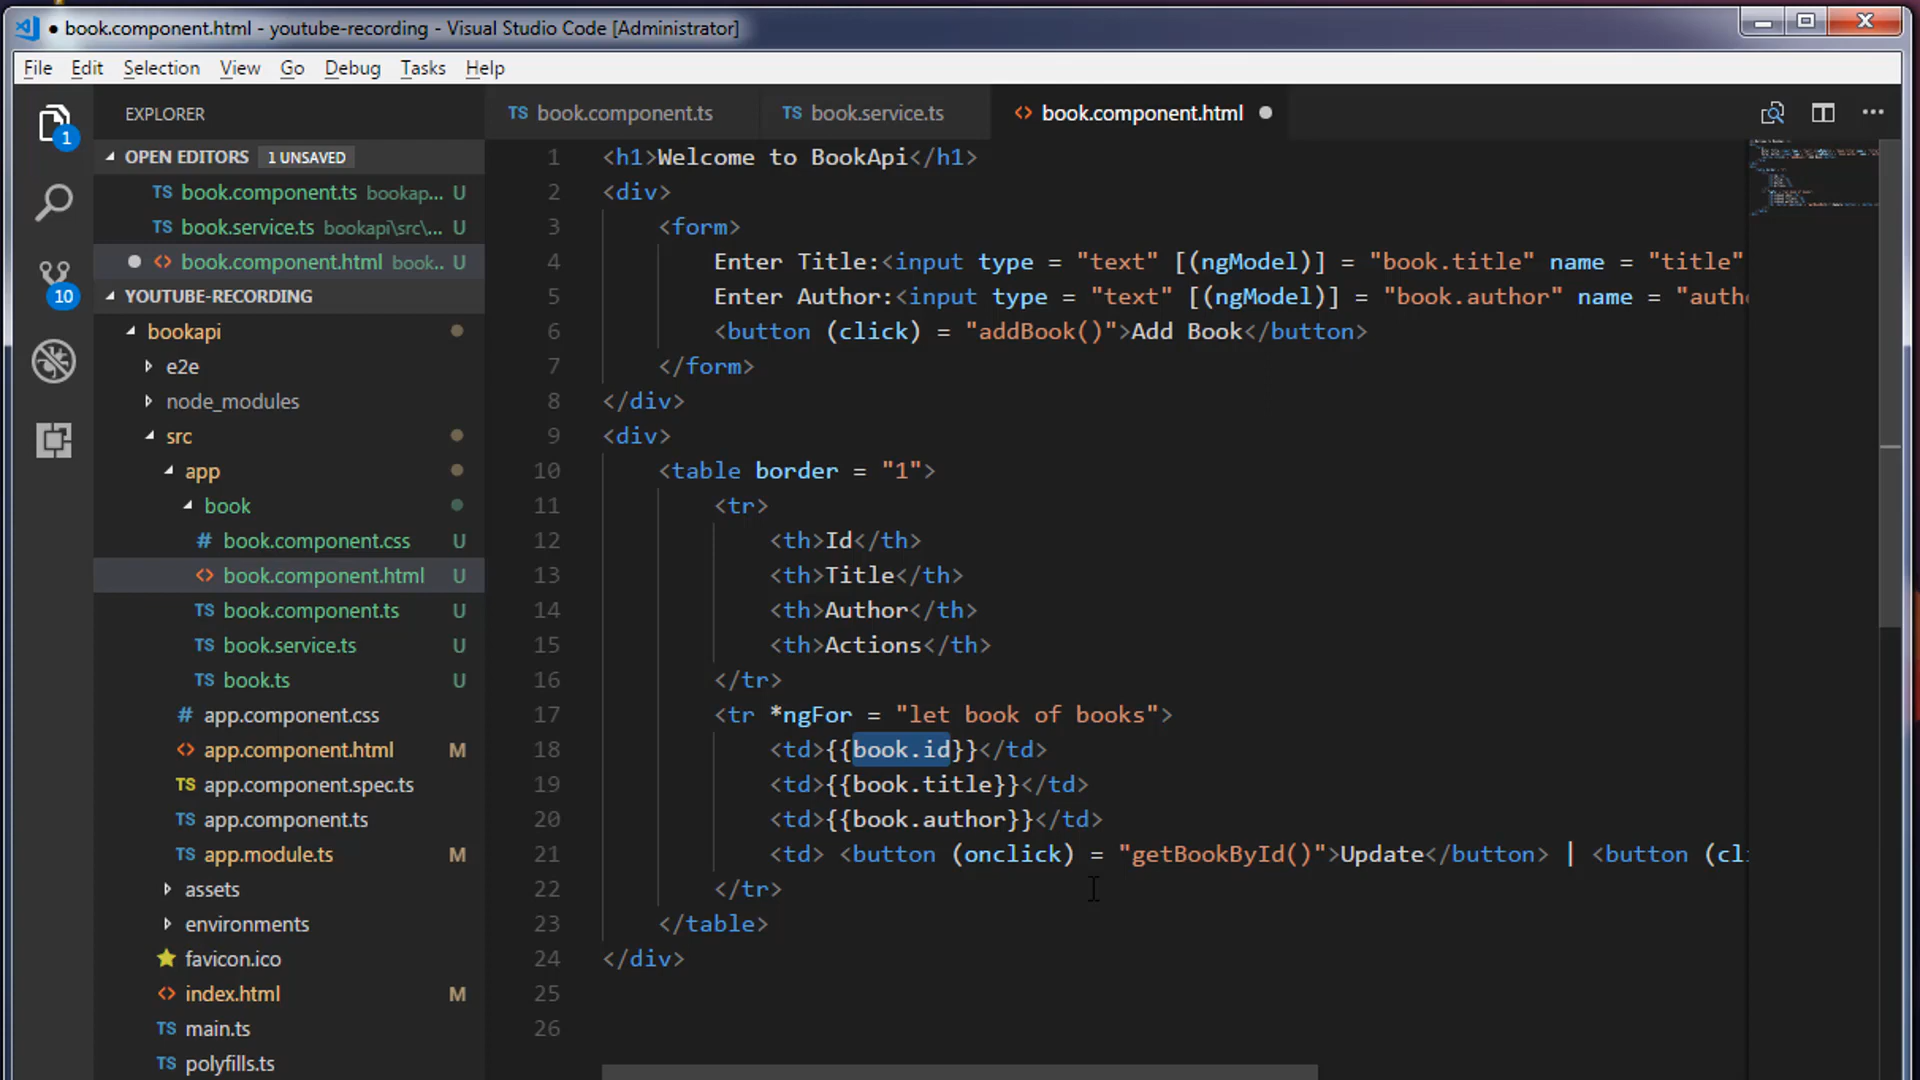 ● book.component.html - youtube-recording - Visual Studio Code [Administrator]
File Edit Selection View Go Debug Tasks Help
EXPLORER
TS book.component.ts TS book.service.ts <> book.component.html ●
1
10
OPEN EDITORS 1 UNSAVED
TS book.component.ts bookap... U
TS book.service.ts bookapi\src\... U
● <> book.component.html book... U
YOUTUBE-RECORDING
bookapi
e2e
node_modules
src
app
book
# book.component.css U
<> book.component.html U
TS book.component.ts U
TS book.service.ts U
TS book.ts U
# app.component.css
<> app.component.html M
TS app.component.spec.ts
TS app.component.ts
TS app.module.ts M
assets
environments
favicon.ico
<> index.html M
TS main.ts
TS polyfills.ts
1 <h1>Welcome to BookApi</h1>
2 <div>
3 <form>
4 Enter Title:<input type = "text" [(ngModel)] = "book.title" name = "title"
5 Enter Author:<input type = "text" [(ngModel)] = "book.author" name = "autho
6 <button (click) = "addBook()">Add Book</button>
7 </form>
8 </div>
9 <div>
10 <table border = "1">
11 <tr>
12 <th>Id</th>
13 <th>Title</th>
14 <th>Author</th>
15 <th>Actions</th>
16 </tr>
17 <tr *ngFor = "let book of books">
18 <td>{{book.id}}</td>
19 <td>{{book.title}}</td>
20 <td>{{book.author}}</td>
21 <td> <button (onclick) = "getBookById()">Update</button> | <button (cli
22 </tr>
23 </table>
24 </div>
25
26